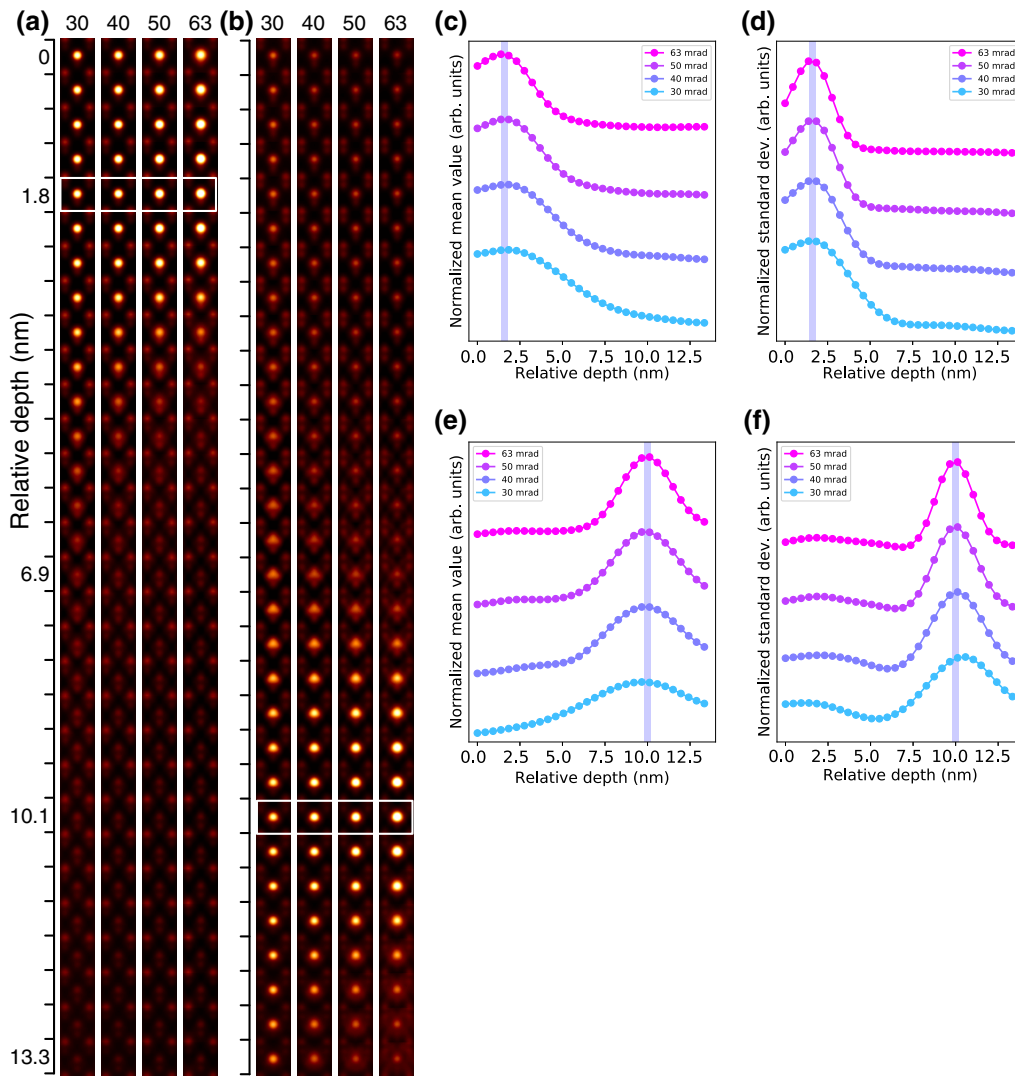 (a) 30 40 50 63
(b) 30 40 50 63
0
1.8
6.9
10.1
13.3
Relative depth (nm)
(c)
Normalized mean value (arb. units)
63 mrad
50 mrad
40 mrad
30 mrad
0.0 2.5 5.0 7.5 10.0 12.5
Relative depth (nm)
(d)
Normalized standard dev. (arb. units)
63 mrad
50 mrad
40 mrad
30 mrad
0.0 2.5 5.0 7.5 10.0 12.5
Relative depth (nm)
(e)
Normalized mean value (arb. units)
63 mrad
50 mrad
40 mrad
30 mrad
0.0 2.5 5.0 7.5 10.0 12.5
Relative depth (nm)
(f)
Normalized standard dev. (arb. units)
63 mrad
50 mrad
40 mrad
30 mrad
0.0 2.5 5.0 7.5 10.0 12.5
Relative depth (nm)